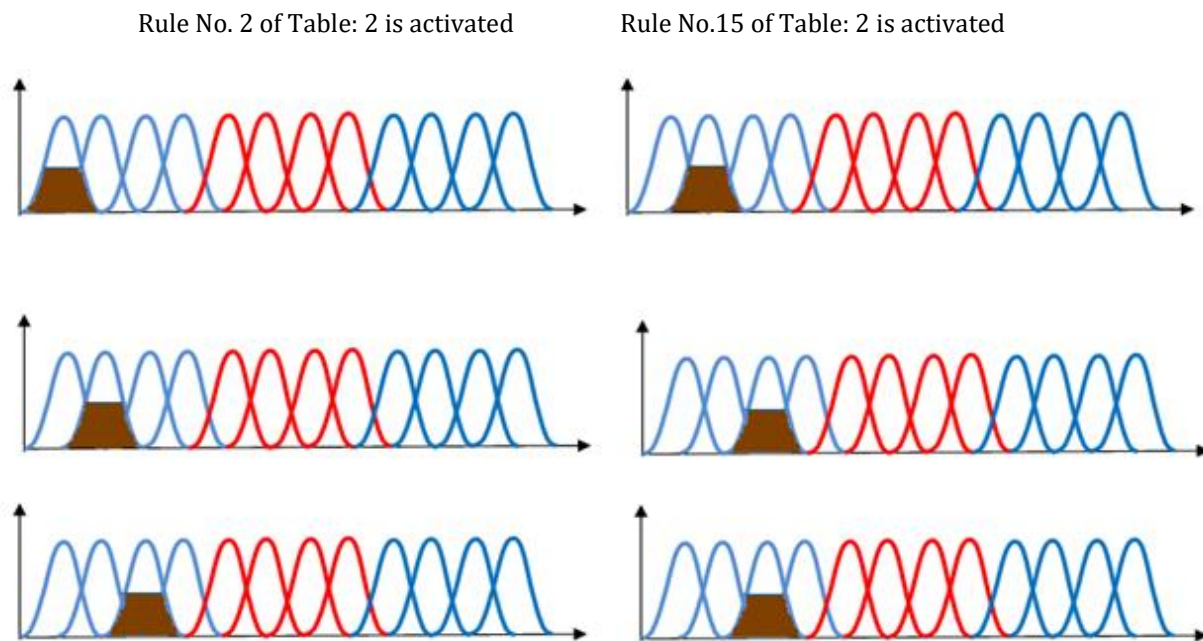 Rule No. 2 of Table: 2 is activated
Rule No.15 of Table: 2 is activated